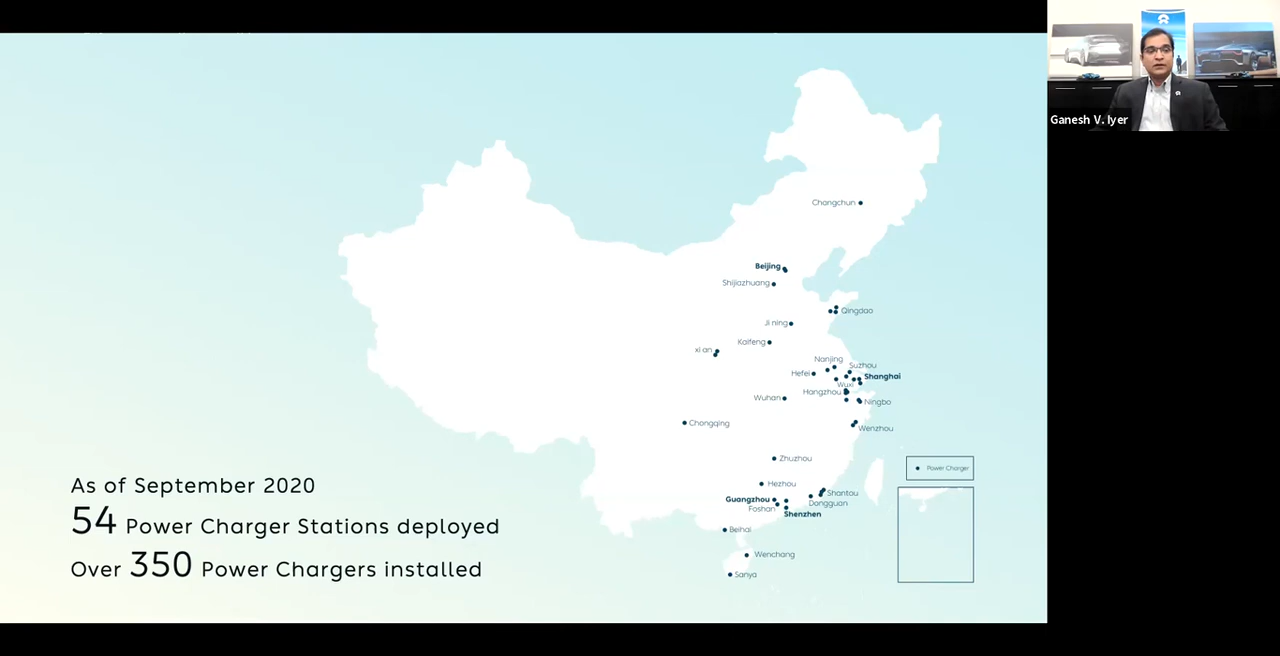 Ganesh V. Iyer
Changchun
Beijing
Shijiazhuang
Qingdao
Ji ning
Kaifeng
xi an
Nanjing
Suzhou
Hefei
Shanghai
Wuxi
Hangzhou
Wuhan
Ningbo
Chongqing
Wenzhou
Zhuzhou
Power Charger
Hezhou
Shantou
Guangzhou
Dongguan
Foshan
Shenzhen
Beihai
Wenchang
Sanya
As of September 2020
54 Power Charger Stations deployed
Over 350 Power Chargers installed